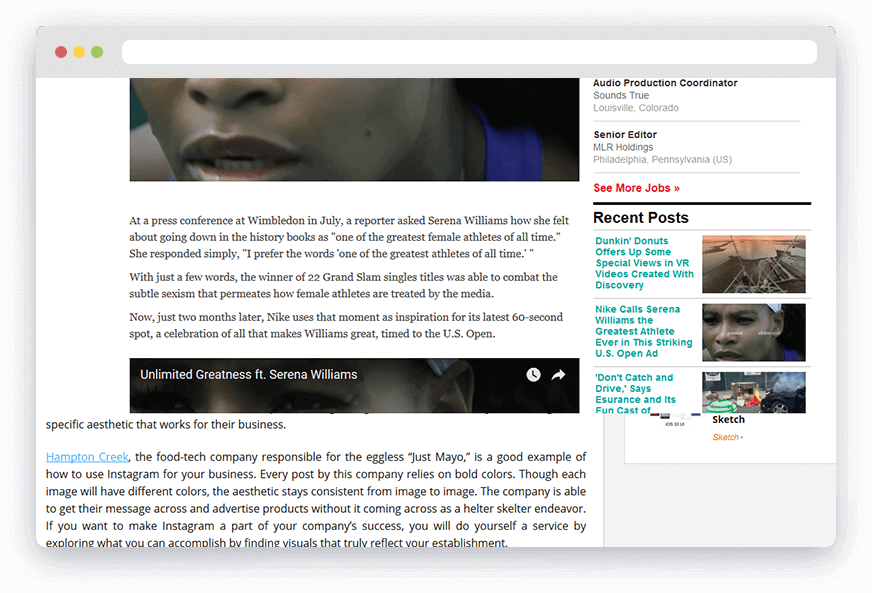 Audio Production Coordinator
Sounds True
Louisville, Colorado
Senior Editor
MLR Holdings
Philadelphia, Pennsylvania (US)
See More Jobs »
Recent Posts
Dunkin' Donuts
Offers Up Some
Special Views in VR
Videos Created With
Discovery
Nike Calls Serena
Williams the
Greatest Athlete
Ever in This Striking
U.S. Open Ad
'Don't Catch and
Drive,' Says
Esurance and Its
Fun Cast of
At a press conference at Wimbledon in July, a reporter asked Serena Williams how she felt
about going down in the history books as "one of the greatest female athletes of all time."
She responded simply, "I prefer the words 'one of the greatest athletes of all time.' "
With just a few words, the winner of 22 Grand Slam singles titles was able to combat the
subtle sexism that permeates how female athletes are treated by the media.
Now, just two months later, Nike uses that moment as inspiration for its latest 60-second
spot, a celebration of all that makes Williams great, timed to the U.S. Open.
Unlimited Greatness ft. Serena Williams
specific aesthetic that works for their business.
Hampton Creek, the food-tech company responsible for the eggless “Just Mayo,” is a good example of
how to use Instagram for your business. Every post by this company relies on bold colors. Though each
image will have different colors, the aesthetic stays consistent from image to image. The company is able
to get their message across and advertise products without it coming across as a helter skelter endeavor.
If you want to make Instagram a part of your company’s success, you will do yourself a service by
exploring what you can accomplish by finding visuals that truly reflect your establishment.
iOS 10 UI
Sketch
Sketch •